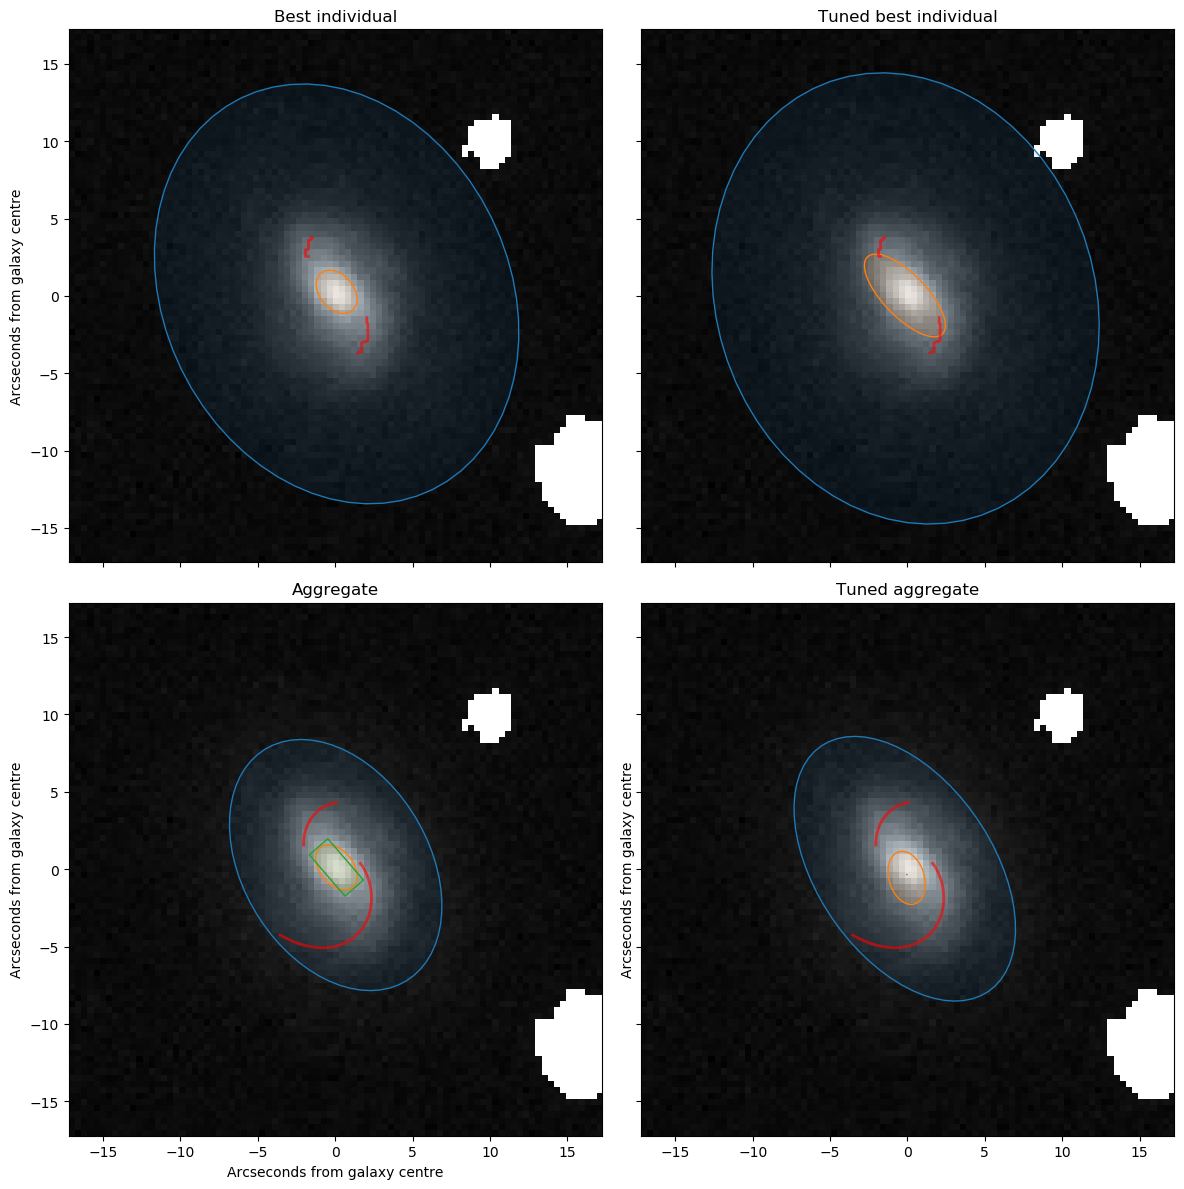 Best individual
Tuned best individual
15
10
5
0
−5
−10
−15
Arcseconds from galaxy centre
Aggregate
Tuned aggregate
15
10
5
0
−5
−10
−15
Arcseconds from galaxy centre
Arcseconds from galaxy centre
−15 −10 −5 0 5 10 15
−15 −10 −5 0 5 10 15
Arcseconds from galaxy centre